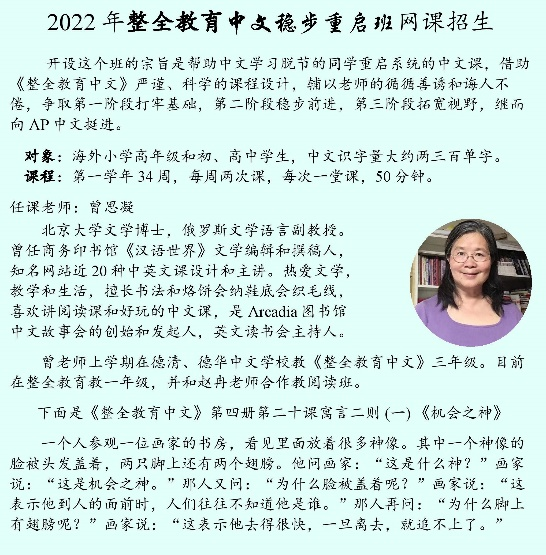 2022年整全教育中文稳步重启班网课招生
开设这个班的宗旨是帮助中文学习脱节的同学重启系统的中文课，借助
《整全教育中文》严谨、科学的课程设计，辅以老师的循循善诱和诲人不
倦，争取第一阶段打牢基础，第二阶段稳步前进，第三阶段拓宽视野，继而
向AP中文挺进。
对象：海外小学高年级和初、高中学生，中文识字量大约两三百单字。
课程：第一学年34周，每周两次课，每次一堂课，50分钟。
任课老师：曾思凝
北京大学文学博士，俄罗斯文学语言副教授。
曾任商务印书馆《汉语世界》文学编辑和撰稿人，
知名网站近20种中英文课设计和主讲。热爱文学，
教学和生活，擅长书法和烙饼会纳鞋底会织毛线，
喜欢讲阅读课和好玩的中文课，是Arcadia图书馆
中文故事会的创始和发起人，英文读书会主持人。
曾老师上学期在德清、德华中文学校教《整全教育中文》三年级。目前
在整全教育教一年级，并和赵冉老师合作教阅读班。
下面是《整全教育中文》第四册第二十课寓言二则(一)《机会之神》
一个人参观一位画家的书房，看见里面放着很多神像。其中一个神像的
脸被头发盖着，两只脚上还有两个翅膀。他问画家：“这是什么神？”画家
说：“这是机会之神。”那人又问：“为什么脸被盖着呢？”画家说：“这
表示他到人的面前时，人们往往不知道他是谁。”那人再问：“为什么脚上
有翅膀呢？”画家说：“这表示他去得很快，一旦离去，就追不上了。”